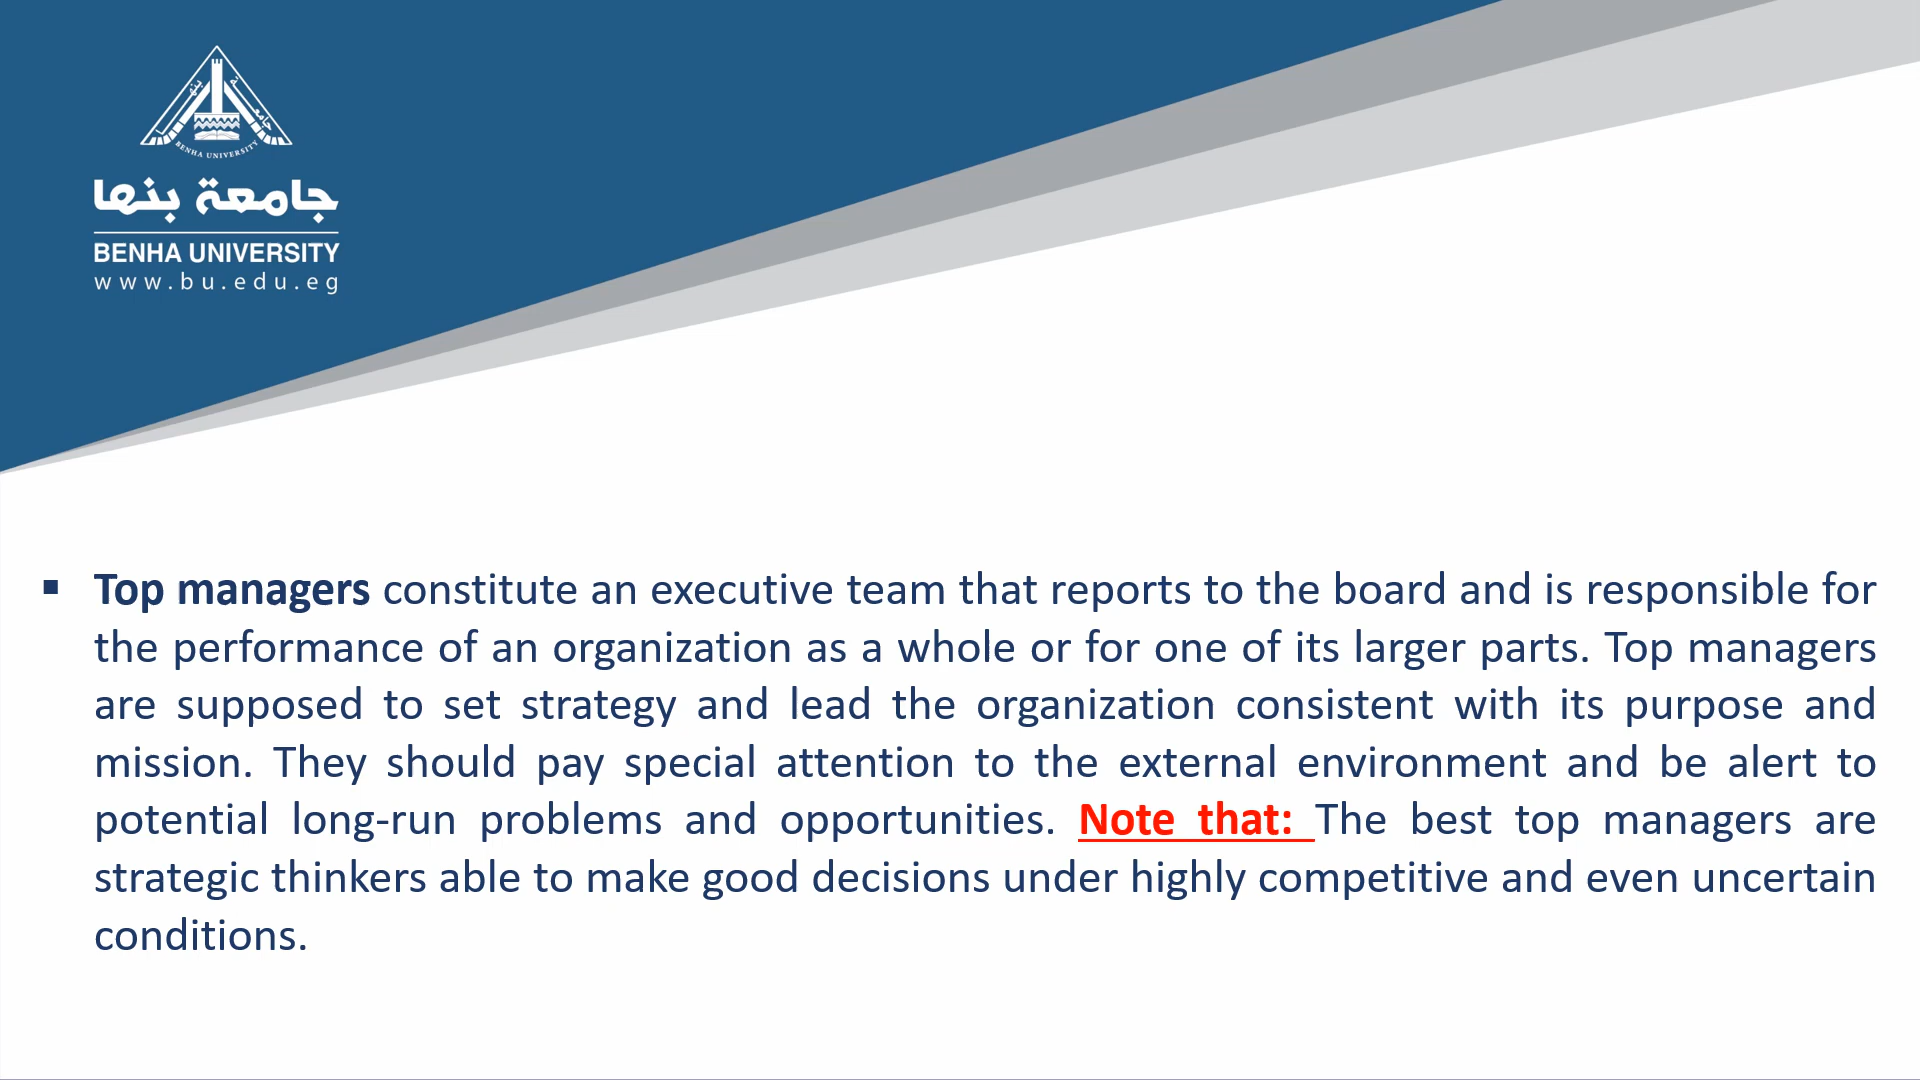 BENHA UNIVERSITY
جامعة بنها
BENHA UNIVERSITY
www.bu.edu.eg
▪ Top managers constitute an executive team that reports to the board and is responsible for
the performance of an organization as a whole or for one of its larger parts. Top managers
are supposed to set strategy and lead the organization consistent with its purpose and
mission. They should pay special attention to the external environment and be alert to
potential long-run problems and opportunities. Note that: The best top managers are
strategic thinkers able to make good decisions under highly competitive and even uncertain
conditions.